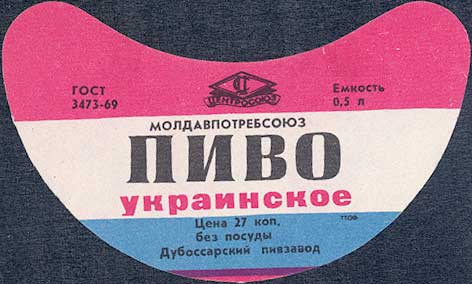 ГОСТ
3473-69
ЦЕНТРОСОЮЗ
Емкость
0,5 л
МОЛДАВПОТРЕБСОЮЗ
ПИВО
украинское
Цена 27 коп.
без посуды
Дубоссарский пивзавод